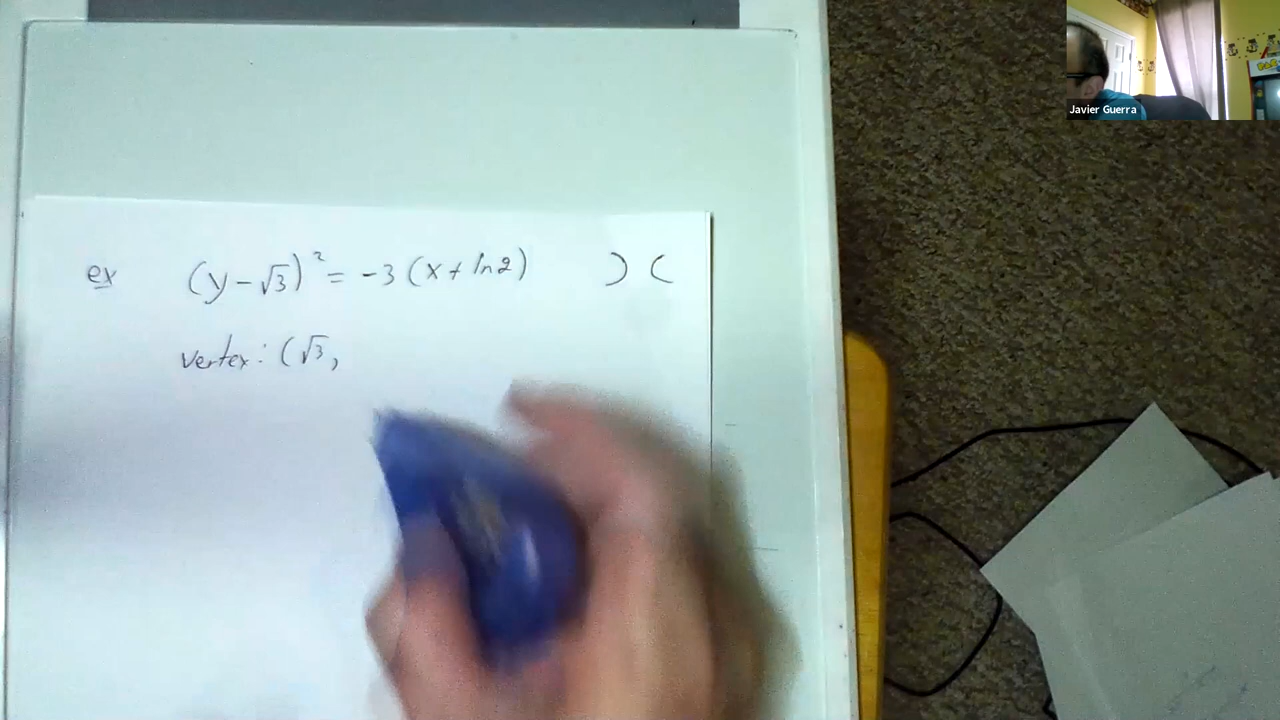 ex (y-√3)² = -3(x + ln2) ) (
vertex: (√3,
Javier Guerra